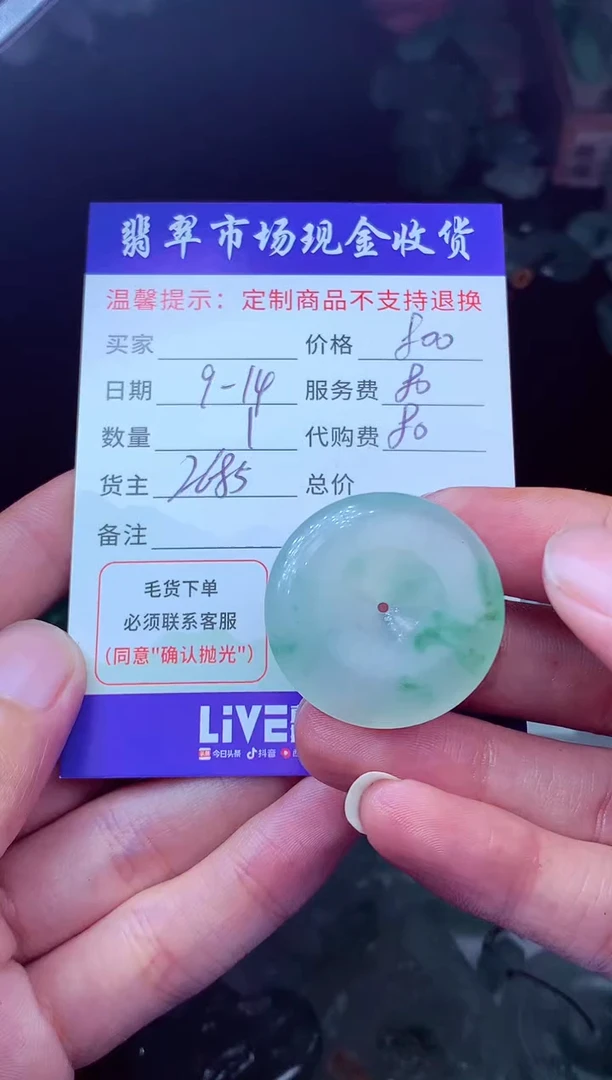 翡翠市场现金收货
温馨提示：定制商品不支持退换
买家 价格 800
日期 9-14 服务费 80
数量 1 代购费 80
货主 2685 总价
备注
毛货下单
必须联系客服
(同意"确认抛光")
LiVE
今日头条 抖音